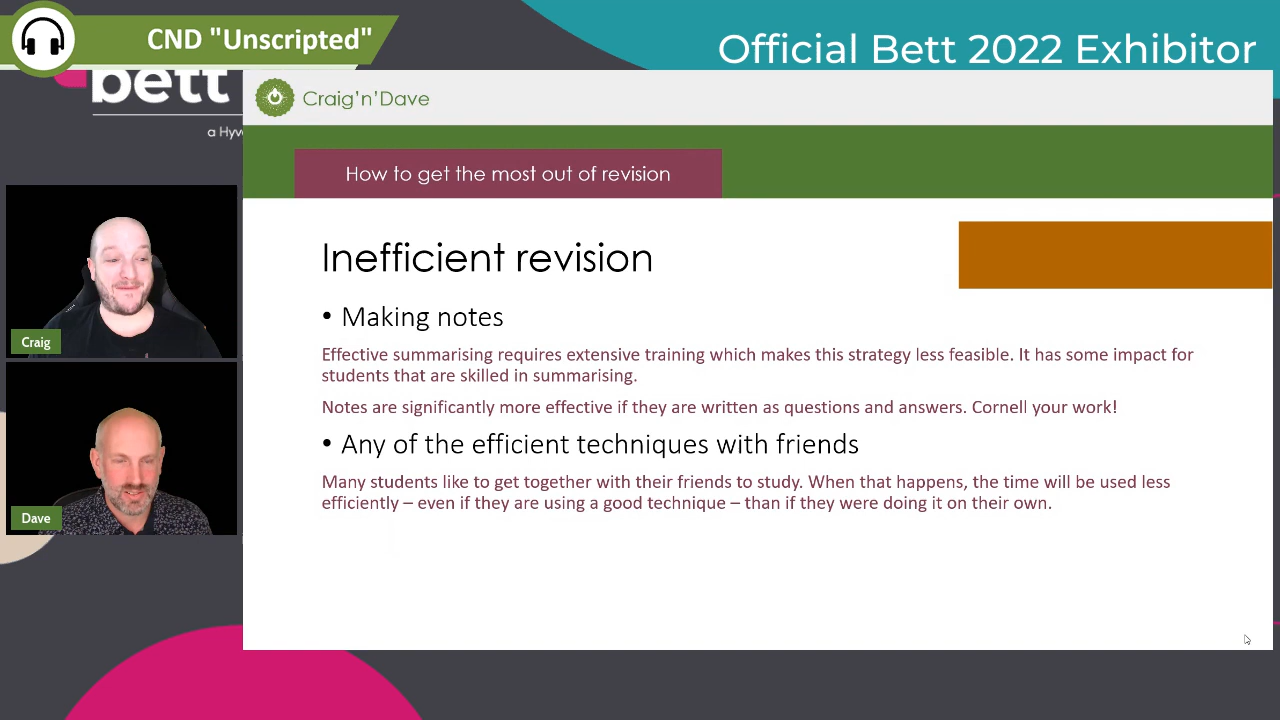 CND "Unscripted"
Official Bett 2022 Exhibitor
bett
a Hyv
Craig'n'Dave
How to get the most out of revision
Inefficient revision
• Making notes
Effective summarising requires extensive training which makes this strategy less feasible. It has some impact for
students that are skilled in summarising.
Notes are significantly more effective if they are written as questions and answers. Cornell your work!
• Any of the efficient techniques with friends
Many students like to get together with their friends to study. When that happens, the time will be used less
efficiently – even if they are using a good technique – than if they were doing it on their own.
Craig
Dave